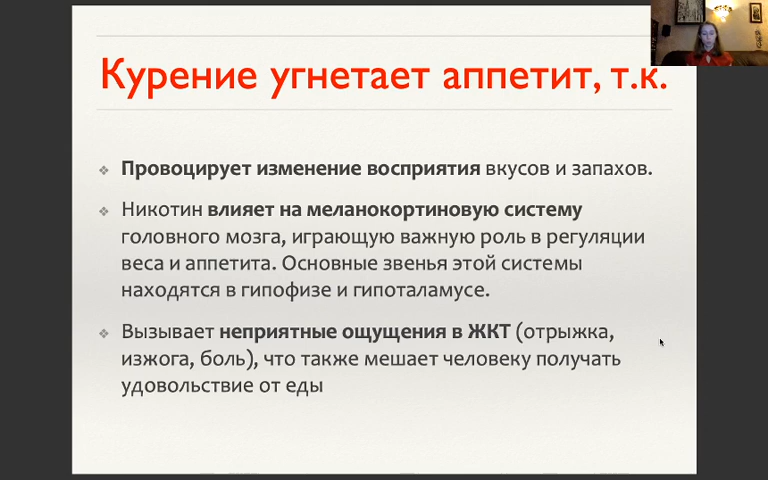 Курение угнетает аппетит, т.к.
Провоцирует изменение восприятия вкусов и запахов.
Никотин влияет на меланокортиновую систему
головного мозга, играющую важную роль в регуляции
веса и аппетита. Основные звенья этой системы
находятся в гипофизе и гипоталамусе.
Вызывает неприятные ощущения в ЖКТ (отрыжка,
изжога, боль), что также мешает человеку получать
удовольствие от еды